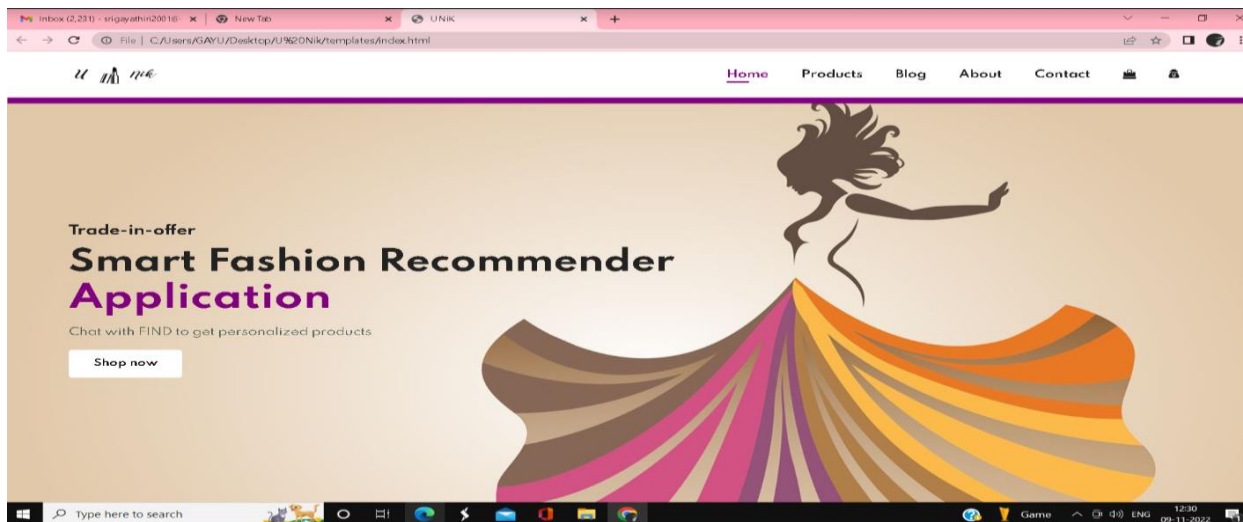 Inbox (2,231) - srigayathiri20016
New Tab
UNIK
File | C:/Users/GAYU/Desktop/U%20Nik/templates/index.html
U nik
Home Products Blog About Contact
Trade-in-offer
Smart Fashion Recommender
Application
Chat with FIND to get personalized products
Shop now
Type here to search
Game
ENG
12:30
09-11-2022